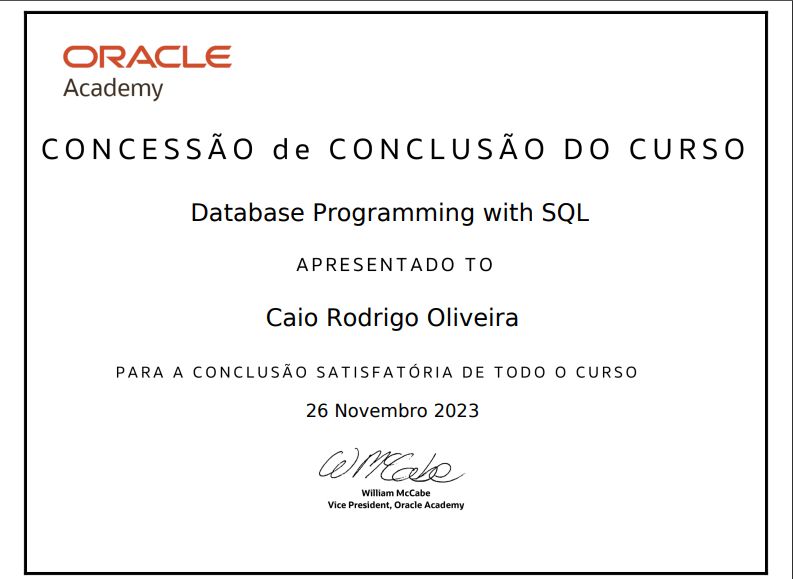 ORACLE
Academy
CONCESSÃO de CONCLUSÃO DO CURSO
Database Programming with SQL
APRESENTADO TO
Caio Rodrigo Oliveira
PARA A CONCLUSÃO SATISFATÓRIA DE TODO O CURSO
26 Novembro 2023
W McCabe
William McCabe
Vice President, Oracle Academy